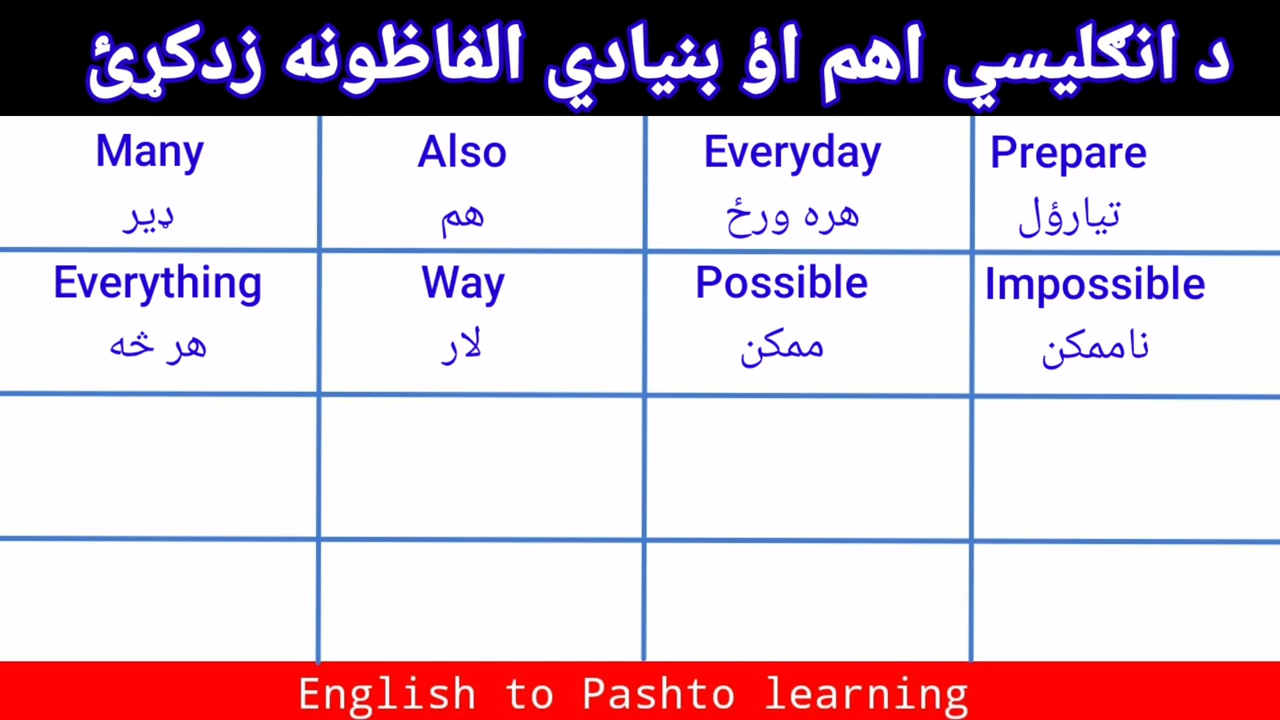 د انګلیسي اهم اؤ بنیادي الفاظونه زدکړئ
Many
ډیر
Also
هم
Everyday
هره ورځ
Prepare
تیارؤل
Everything
هر څه
Way
لار
Possible
ممکن
Impossible
ناممکن
English to Pashto learning